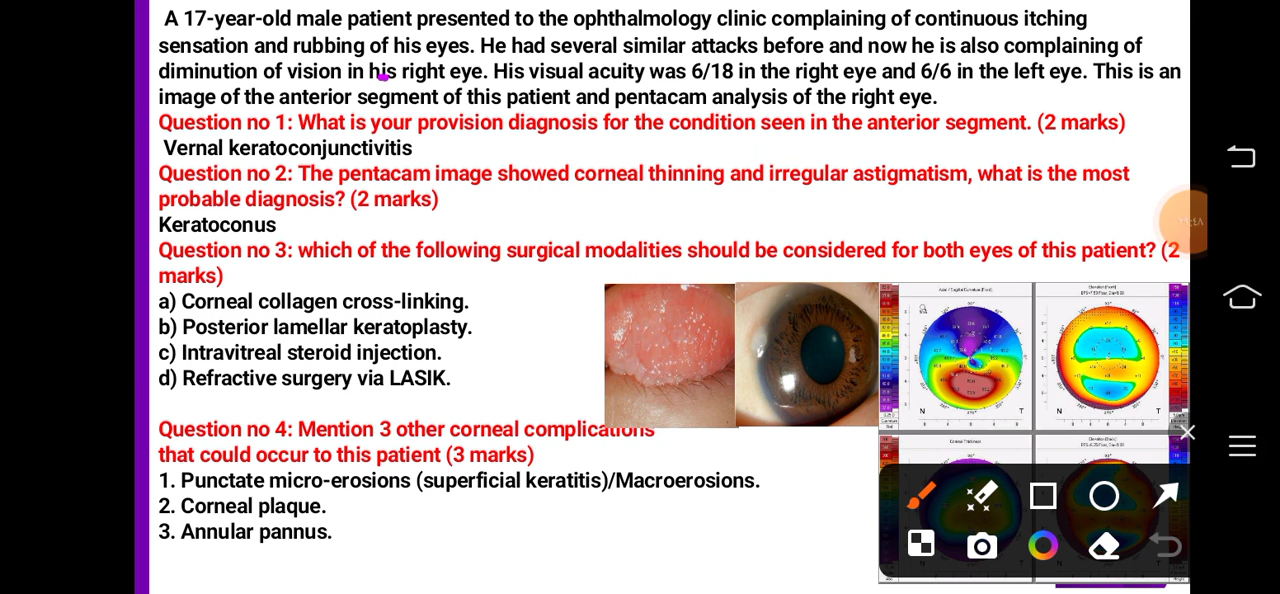 A 17-year-old male patient presented to the ophthalmology clinic complaining of continuous itching
sensation and rubbing of his eyes. He had several similar attacks before and now he is also complaining of
diminution of vision in his right eye. His visual acuity was 6/18 in the right eye and 6/6 in the left eye. This is an
image of the anterior segment of this patient and pentacam analysis of the right eye.
Question no 1: What is your provision diagnosis for the condition seen in the anterior segment. (2 marks)
Vernal keratoconjunctivitis
Question no 2: The pentacam image showed corneal thinning and irregular astigmatism, what is the most
probable diagnosis? (2 marks)
Keratoconus
Question no 3: which of the following surgical modalities should be considered for both eyes of this patient? (2
marks)
a) Corneal collagen cross-linking.
b) Posterior lamellar keratoplasty.
c) Intravitreal steroid injection.
d) Refractive surgery via LASIK.
Question no 4: Mention 3 other corneal complications
that could occur to this patient (3 marks)
1. Punctate micro-erosions (superficial keratitis)/Macroerosions.
2. Corneal plaque.
3. Annular pannus.
Corneal Thickness
N
T
N
T